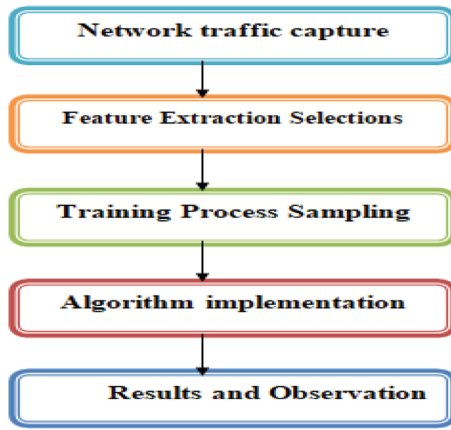 Network traffic capture
Feature Extraction Selections
Training Process Sampling
Algorithm implementation
Results and Observation